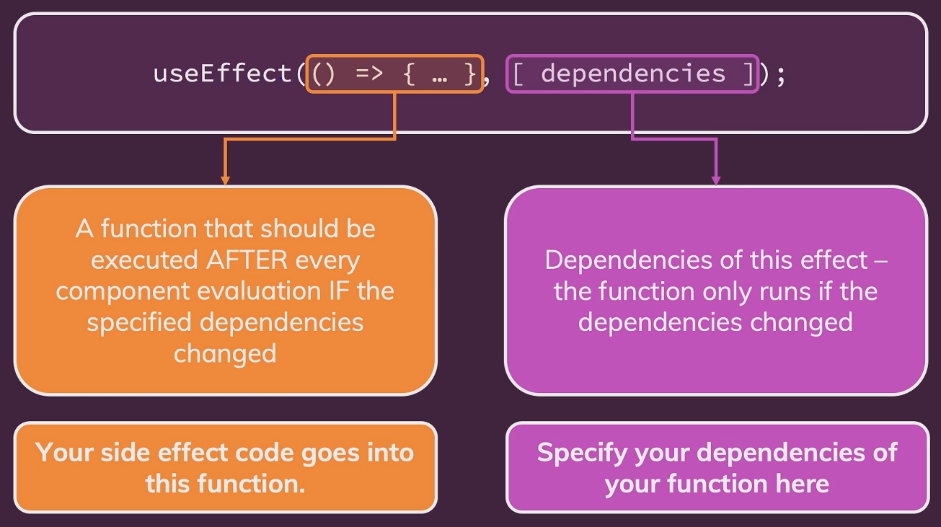 useEffect(() => { … }, [ dependencies ]);
A function that should be
executed AFTER every
component evaluation IF the
specified dependencies
changed
Dependencies of this effect –
the function only runs if the
dependencies changed
Your side effect code goes into
this function.
Specify your dependencies of
your function here